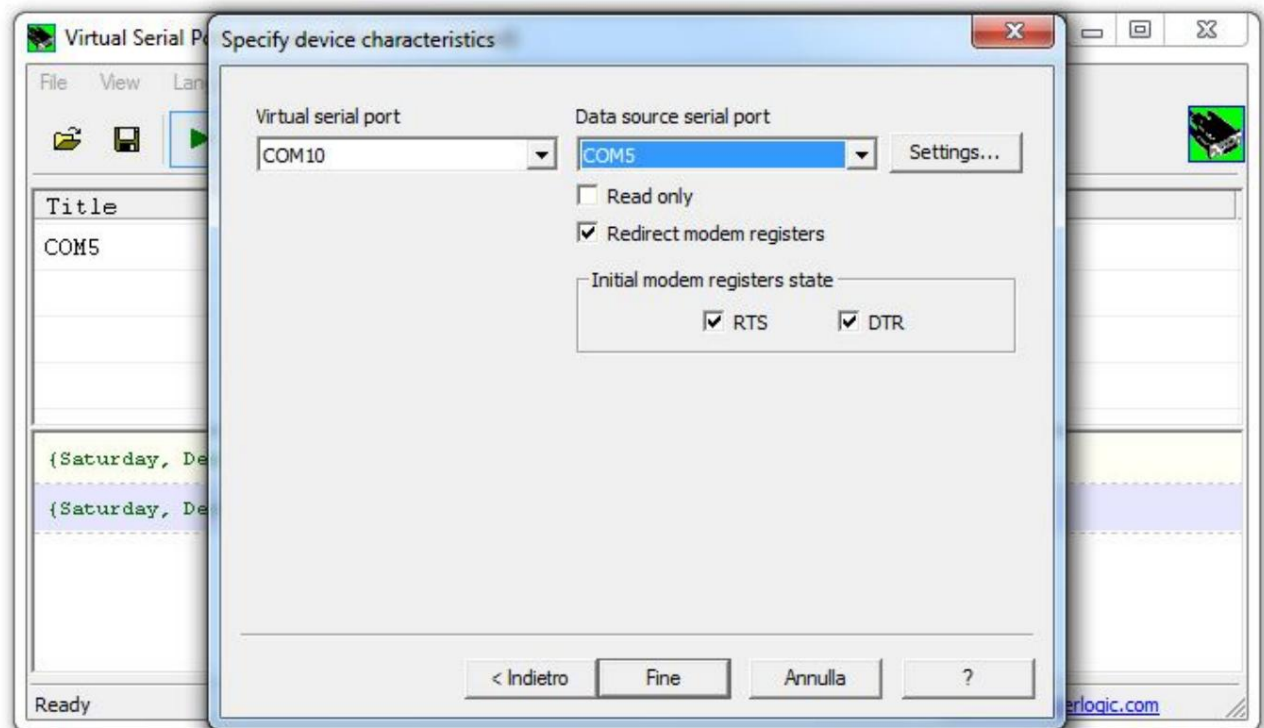 Virtual Serial Po
Specify device characteristics
File View Lan
Virtual serial port
Data source serial port
COM10
COM5
Settings...
Read only
Title
Redirect modem registers
COM5
Initial modem registers state
RTS
DTR
{Saturday, De
{Saturday, De
< Indietro
Fine
Annulla
?
Ready
erlogic.com